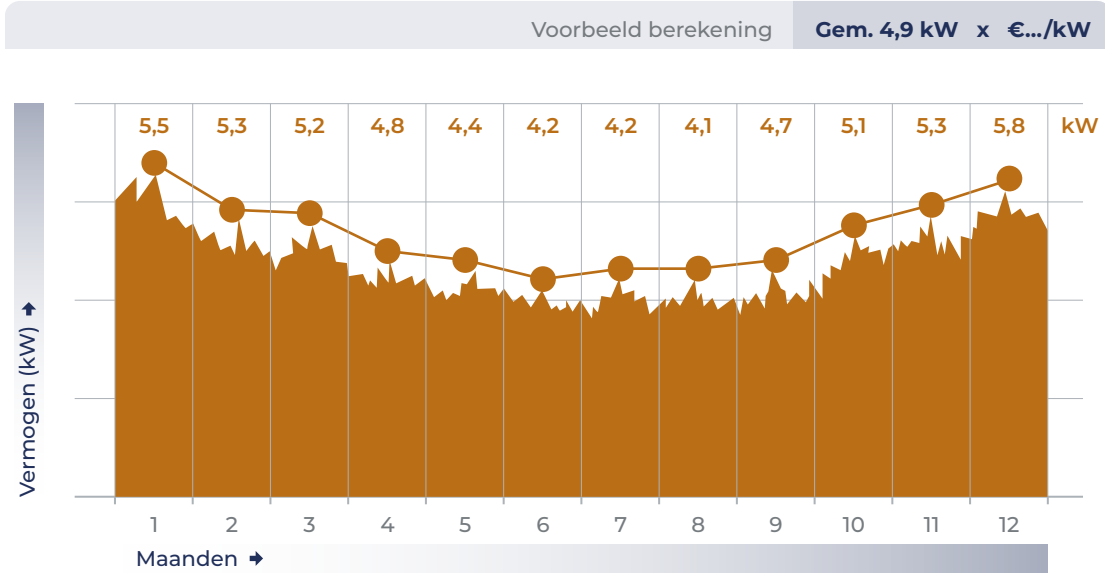 Voorbeeld berekening Gem. 4,9 kW x €.../kW
5,5 5,3 5,2 4,8 4,4 4,2 4,2 4,1 4,7 5,1 5,3 5,8 kW
Vermogen (kW) →
1 2 3 4 5 6 7 8 9 10 11 12
Maanden →